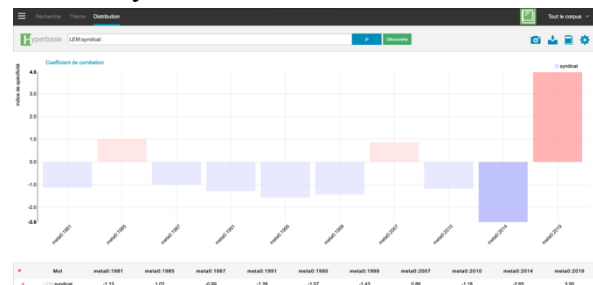 Recherche Thème Distribution Tout le corpus
Hyperbase LEM:syndicat Découverte
Coefficient de corrélation
syndicat
indice de spécificité
4.0
3.0
2.0
1.0
0.0
-1.0
-2.0
-2.6
meta0:1981 meta0:1985 meta0:1987 meta0:1991 meta0:1995 meta0:1999 meta0:2007 meta0:2010 meta0:2014 meta0:2019
Mot meta0:1981 meta0:1985 meta0:1987 meta0:1991 meta0:1995 meta0:1999 meta0:2007 meta0:2010 meta0:2014 meta0:2019
syndicat -1.13 1.02 -0.99 -1.28 -1.57 -1.43 0.86 -1.18 -2.65 3.95